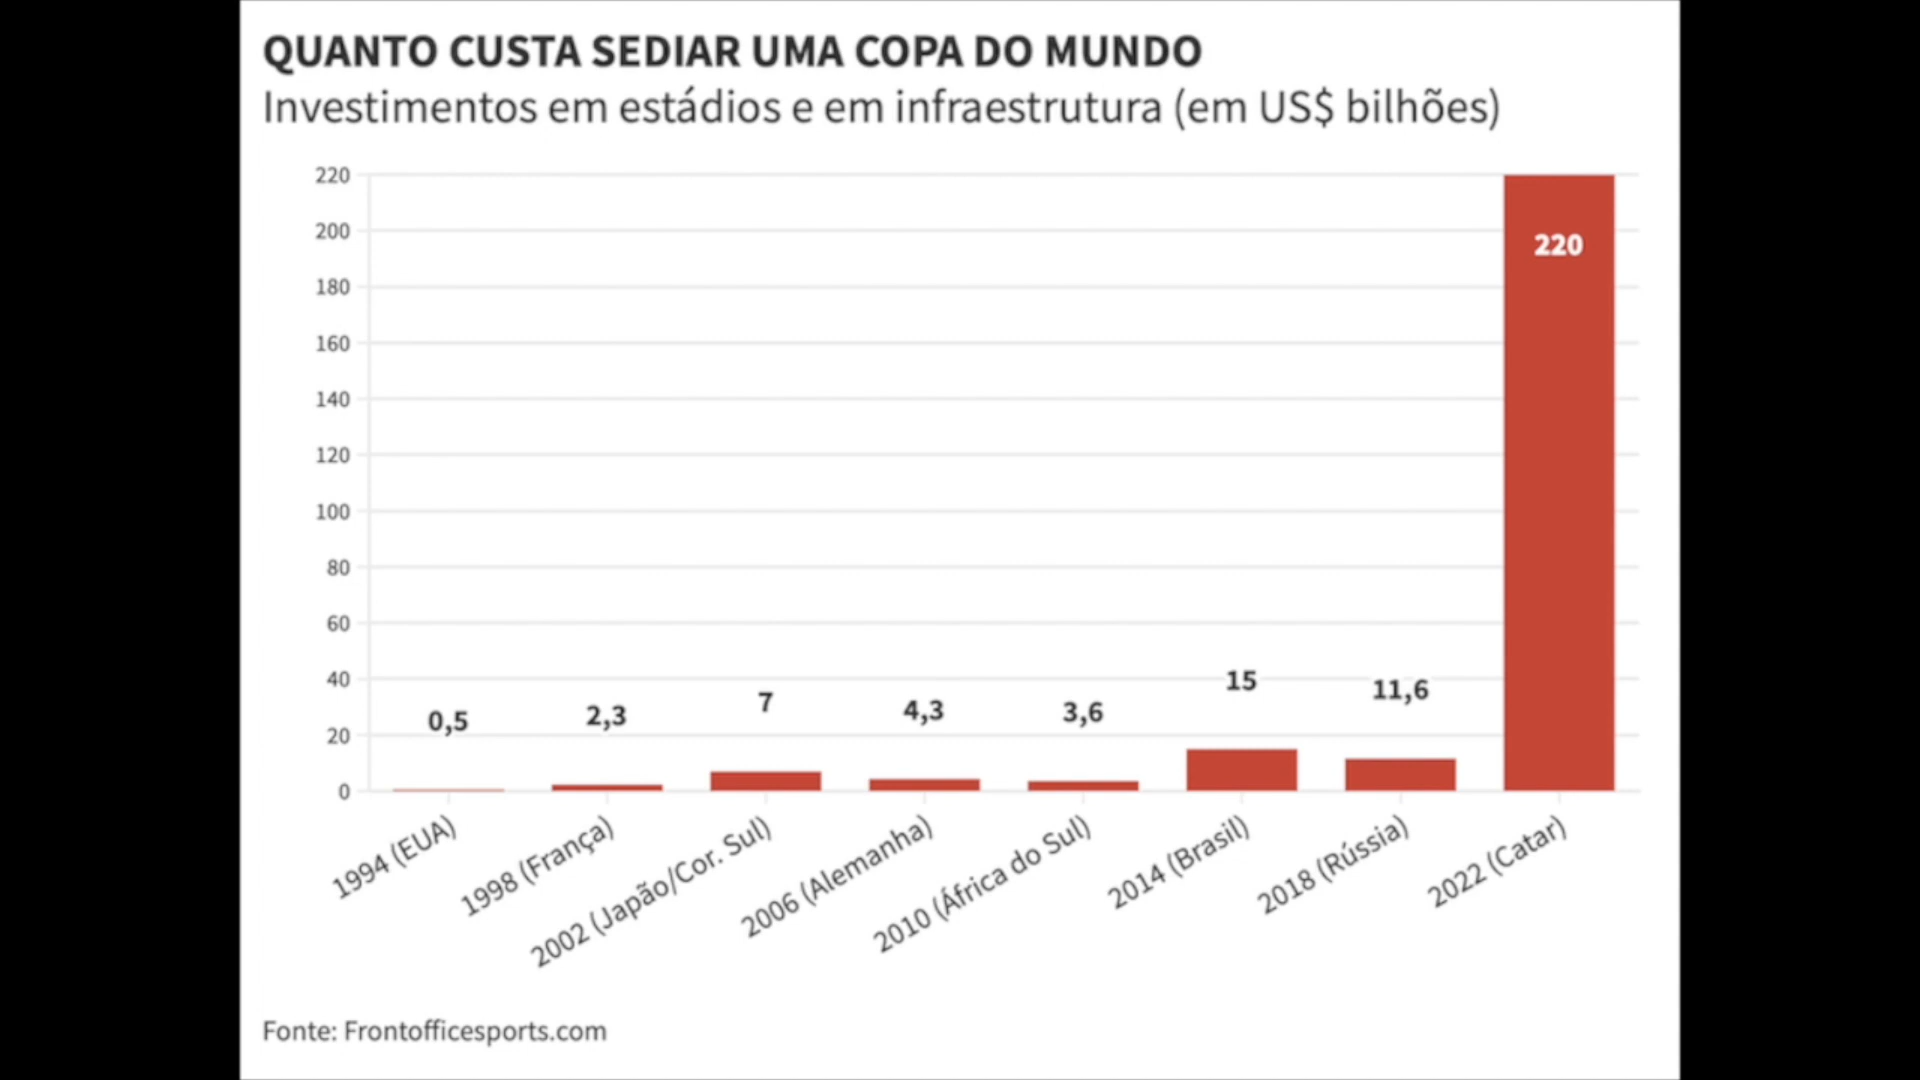 QUANTO CUSTA SEDIAR UMA COPA DO MUNDO
Investimentos em estádios e em infraestrutura (em US$ bilhões)
220
200
180
160
140
120
100
80
60
40
20
0
0,5
2,3
7
4,3
3,6
15
11,6
220
1994 (EUA)
1998 (França)
2002 (Japão/Cor. Sul)
2006 (Alemanha)
2010 (África do Sul)
2014 (Brasil)
2018 (Rússia)
2022 (Catar)
Fonte: Frontofficesports.com